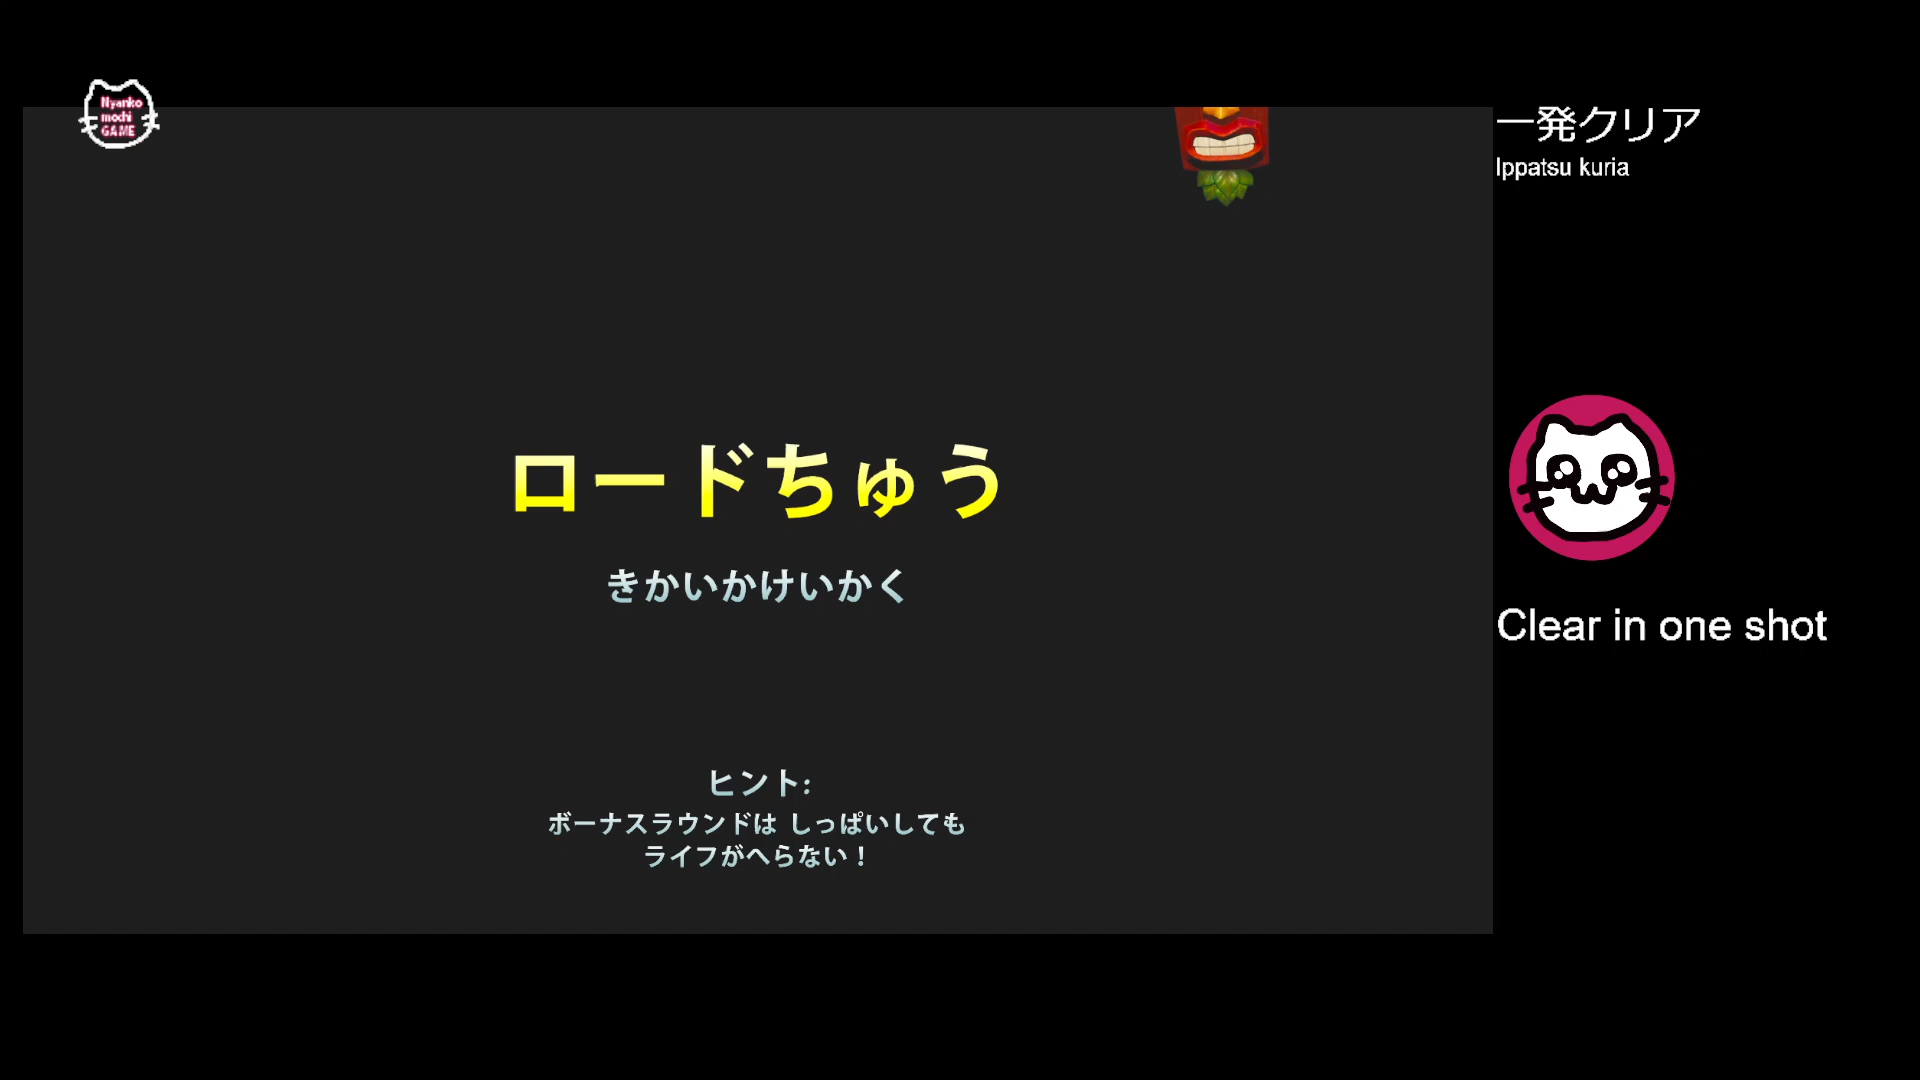 Nyanko
mochi
GAME
一発クリア
Ippatsu kuria
ロードちゅう
きかいかけいかく
Clear in one shot
ヒント:
ボーナスラウンドは しっぱいしても
ライフがへらない！